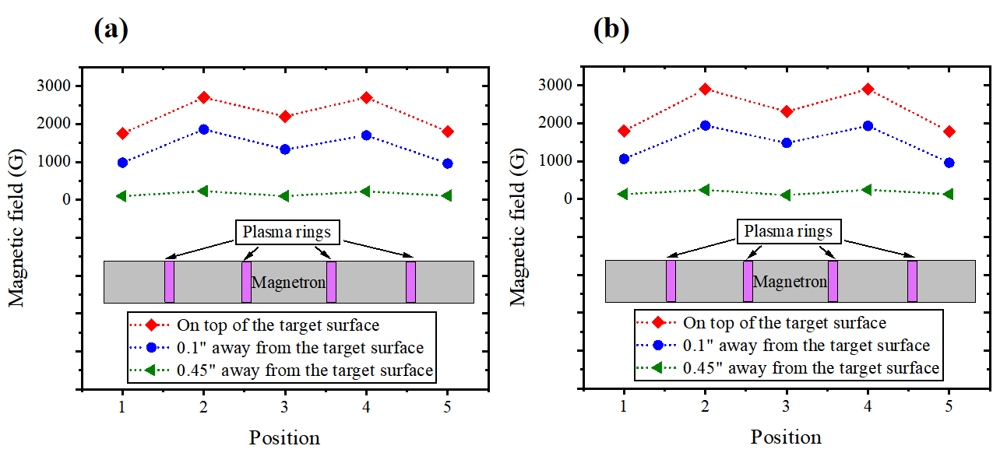 (a)
3000
2000
1000
0
Magnetic field (G)
Plasma rings
Magnetron
On top of the target surface
0.1" away from the target surface
0.45" away from the target surface
1 2 3 4 5
Position
(b)
3000
2000
1000
0
Magnetic field (G)
Plasma rings
Magnetron
On top of the target surface
0.1" away from the target surface
0.45" away from the target surface
1 2 3 4 5
Position